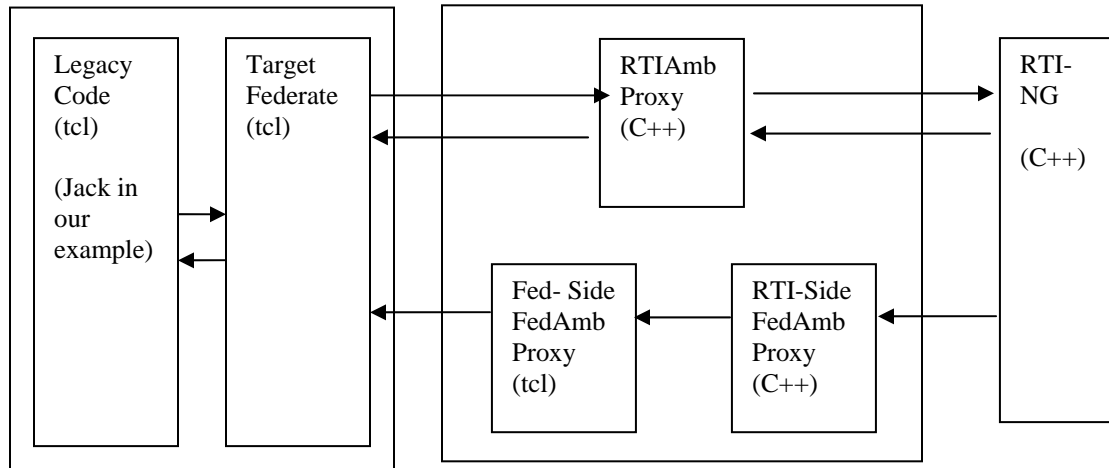 Legacy
Code
(tcl)
(Jack in
our
example)
Target
Federate
(tcl)
RTIAmb
Proxy
(C++)
RTI-
NG
(C++)
Fed- Side
FedAmb
Proxy
(tcl)
RTI-Side
FedAmb
Proxy
(C++)